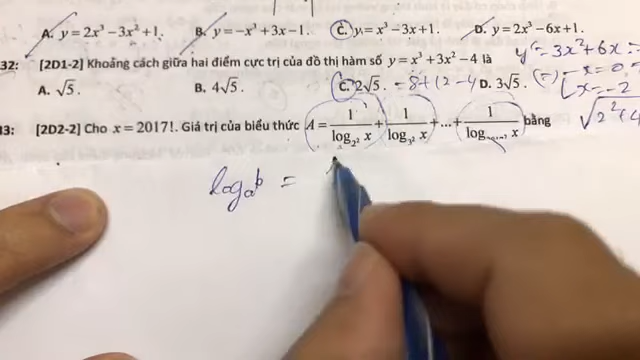 A. y = 2x³ - 3x² + 1. B. y = -x³ + 3x - 1. C. y = x³ - 3x + 1. D. y = 2x³ - 6x + 1.
32: [2D1-2] Khoảng cách giữa hai điểm cực trị của đồ thị hàm số y = x³ + 3x² - 4 là y' = 3x² + 6x =
A. √5. B. 4√5. C. 2√5. - 8 + 12 - 4 D. 3√5. x = 0
x = -2
[2D2-2] Cho x = 2017!. Giá trị của biểu thức A = 1/log_{2²} x + 1/log_{3²} x + ... + 1/log x bằng
log_a b =